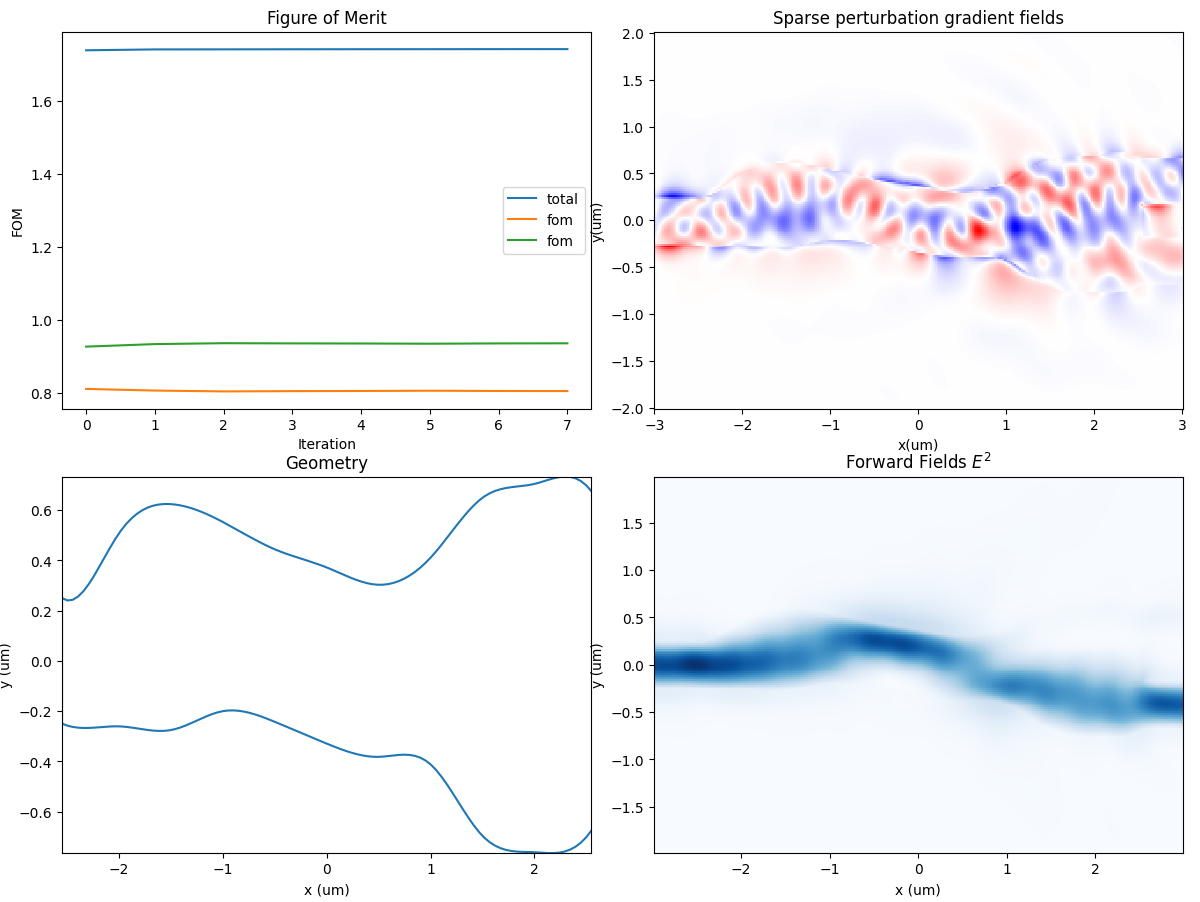 Figure of Merit
FOM
1.6
1.4
1.2
1.0
0.8
total
fom
fom
0 1 2 3 4 5 6 7
Iteration
Sparse perturbation gradient fields
y(um)
2.0
1.5
1.0
0.5
0.0
−0.5
−1.0
−1.5
−2.0
−3 −2 −1 0 1 2 3
x(um)
Geometry
y (um)
0.6
0.4
0.2
0.0
−0.2
−0.4
−0.6
−2 −1 0 1 2
x (um)
Forward Fields E²
y (um)
1.5
1.0
0.5
0.0
−0.5
−1.0
−1.5
−2 −1 0 1 2
x (um)